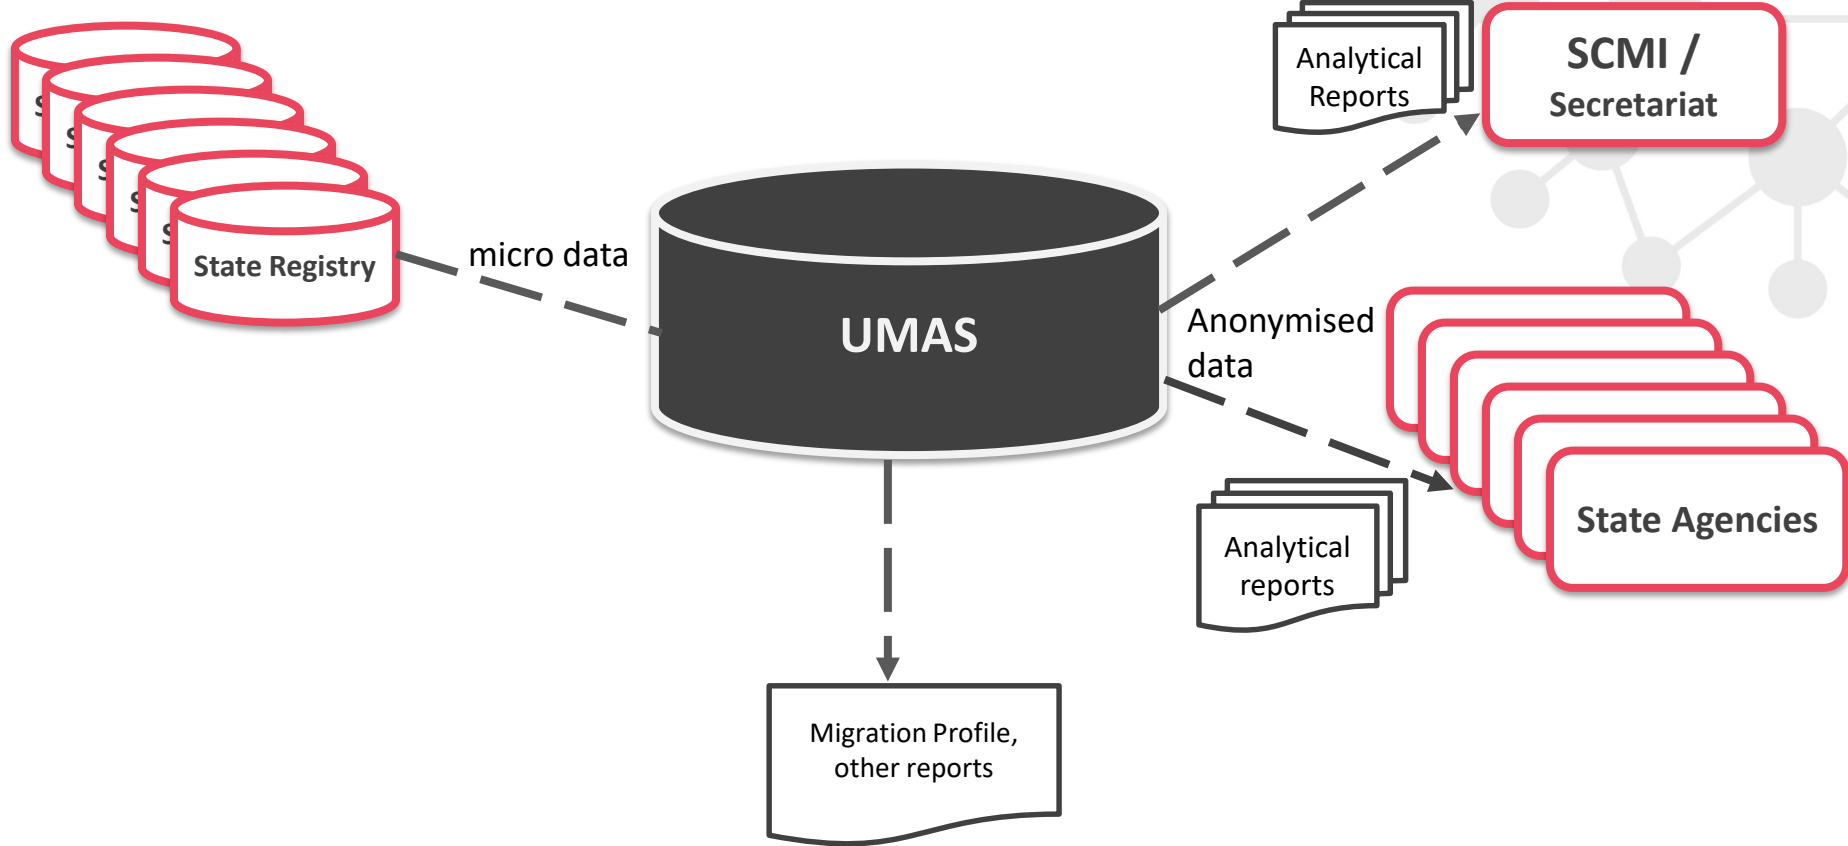 State Registry
micro data
UMAS
Analytical
Reports
SCMI /
Secretariat
Anonymised
data
Analytical
reports
State Agencies
Migration Profile,
other reports